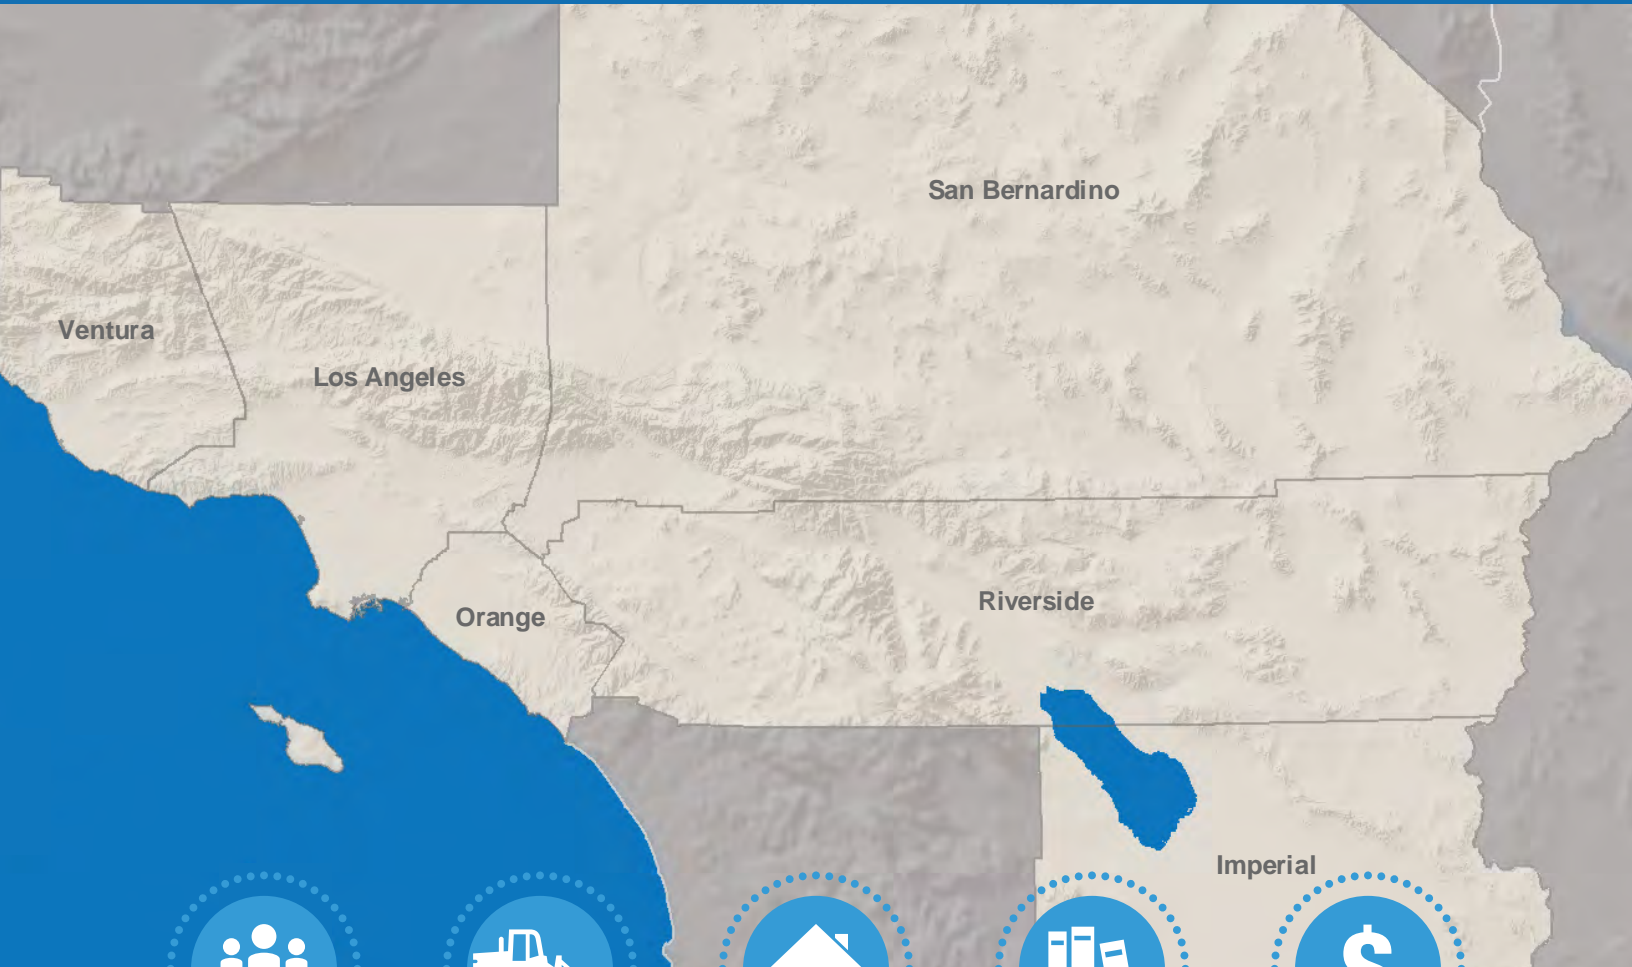 San Bernardino
Ventura
Los Angeles
Riverside
Orange
Imperial
$